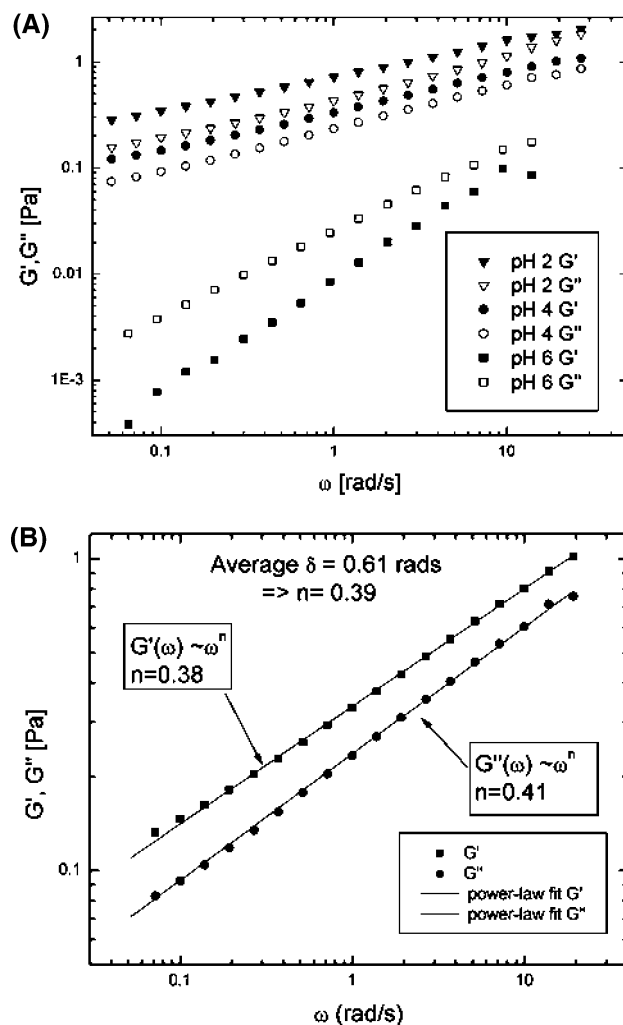 (A)
G',G" [Pa]
1
0.1
0.01
1E-3
pH 2 G'
pH 2 G"
pH 4 G'
pH 4 G"
pH 6 G'
pH 6 G"
0.1
1
10
ω [rad/s]
(B)
G', G" [Pa]
1
0.1
Average δ = 0.61 rads
=> n= 0.39
G'(ω) ~ωⁿ
n=0.38
G"(ω) ~ωⁿ
n=0.41
G'
G"
power-law fit G'
power-law fit G"
0.1
1
10
ω (rad/s)